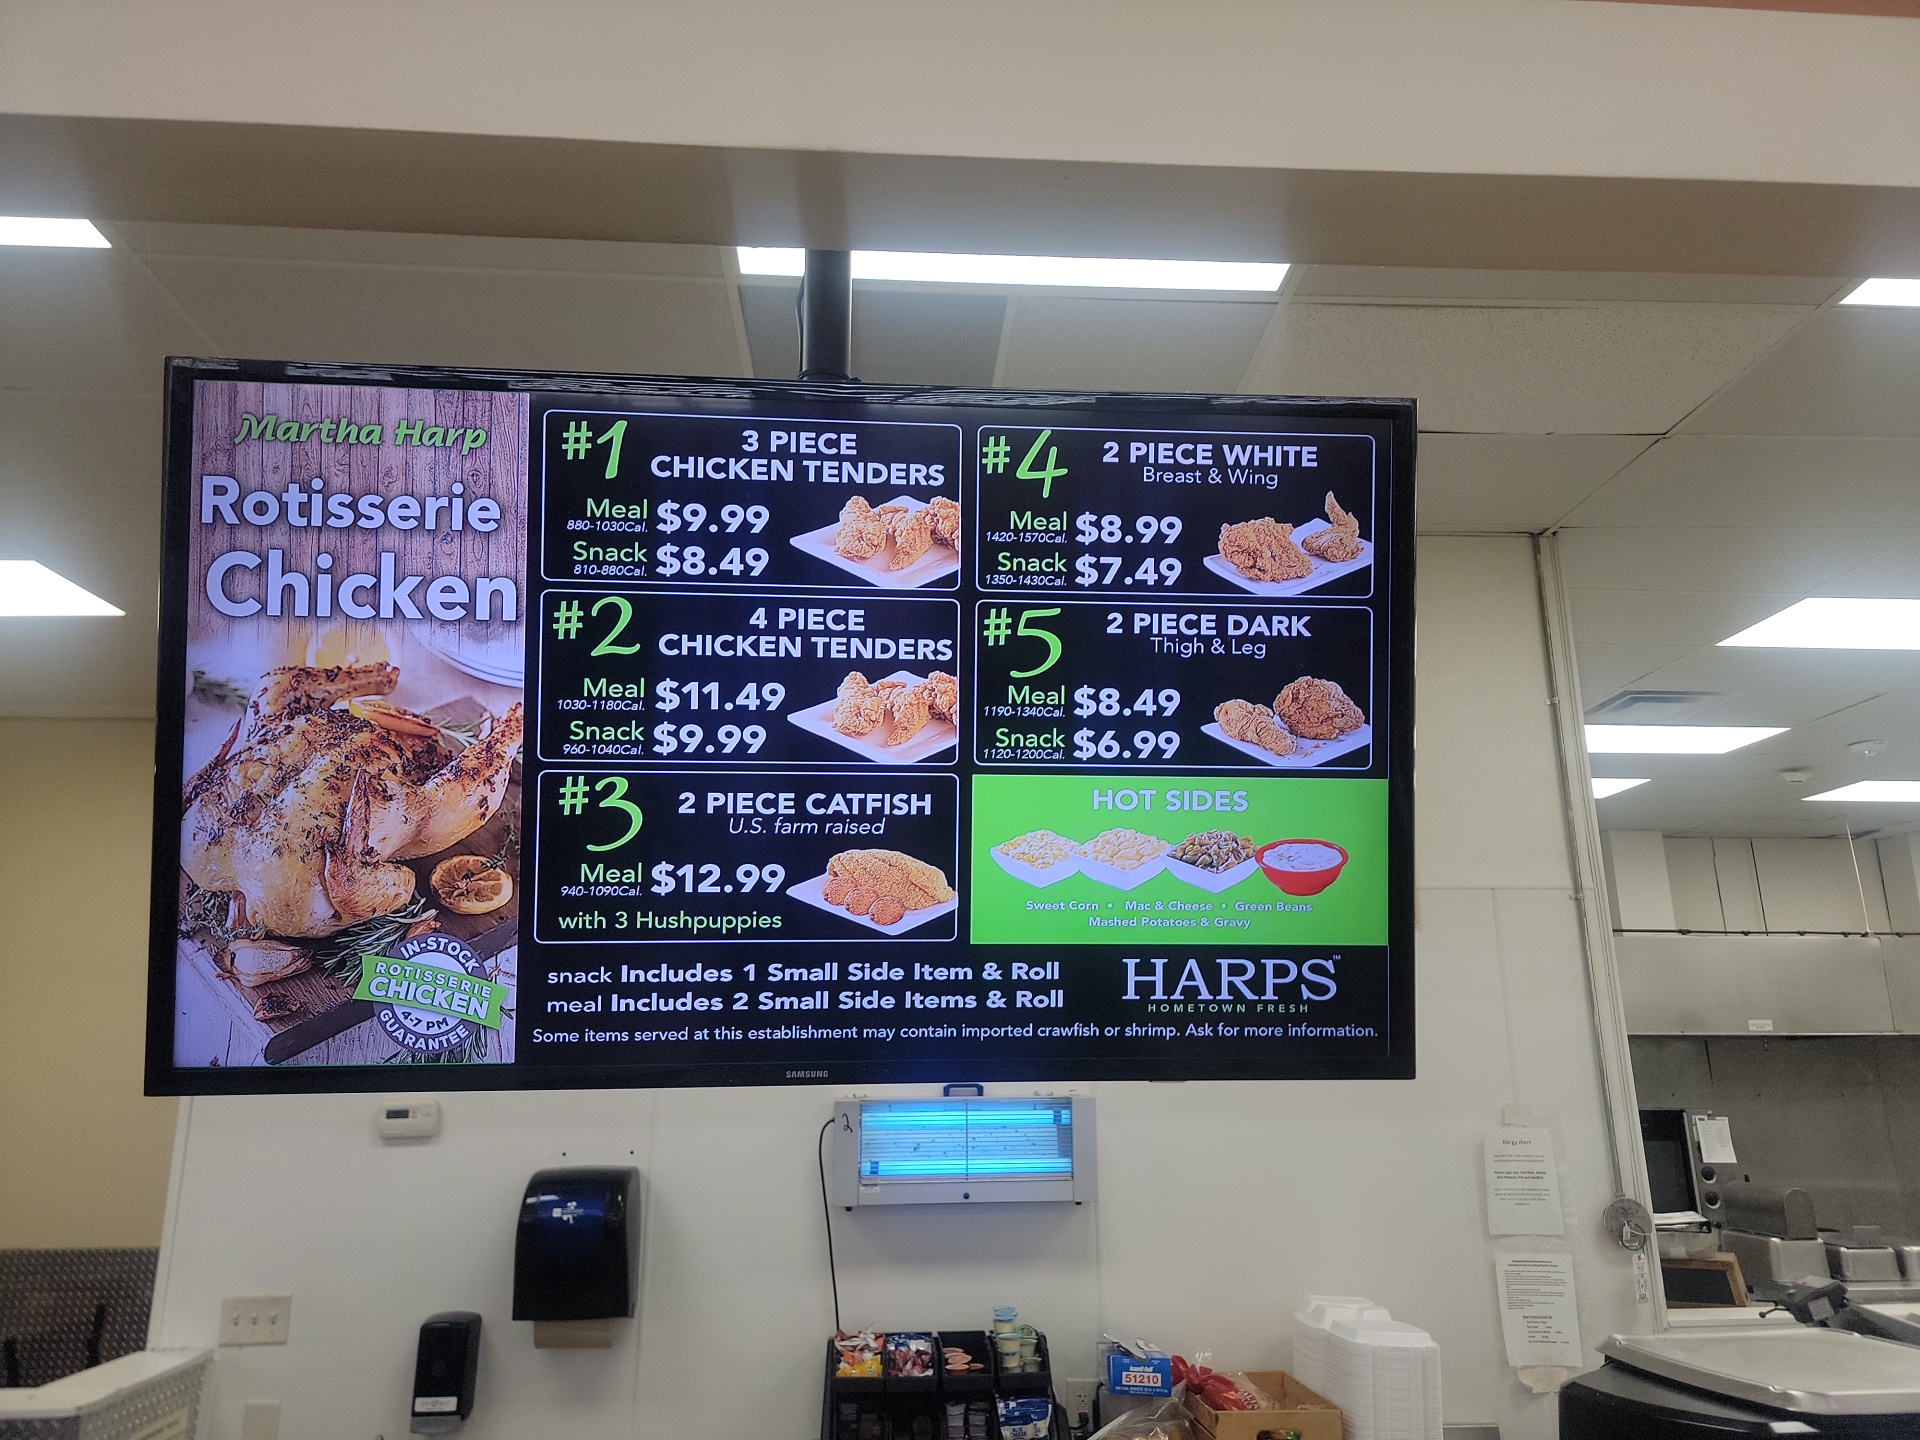 Martha Harp
Rotisserie
Chicken
IN-STOCK
ROTISSERIE
CHICKEN
4-7 PM
GUARANTEE
#1
3 PIECE
CHICKEN TENDERS
Meal $9.99
880-1030Cal.
Snack $8.49
810-880Cal.
#2
4 PIECE
CHICKEN TENDERS
Meal $11.49
1030-1180Cal.
Snack $9.99
960-1040Cal.
#3
2 PIECE CATFISH
U.S. farm raised
Meal $12.99
940-1090Cal.
with 3 Hushpuppies
#4
2 PIECE WHITE
Breast & Wing
Meal $8.99
1420-1570Cal.
Snack $7.49
1350-1430Cal.
#5
2 PIECE DARK
Thigh & Leg
Meal $8.49
1190-1340Cal.
Snack $6.99
1120-1200Cal.
HOT SIDES
Sweet Corn • Mac & Cheese • Green Beans
Mashed Potatoes & Gravy
snack Includes 1 Small Side Item & Roll
meal Includes 2 Small Side Items & Roll
HARPS™
HOMETOWN FRESH
Some items served at this establishment may contain imported crawfish or shrimp. Ask for more information.
SAMSUNG
2
Allergy Alert
51210